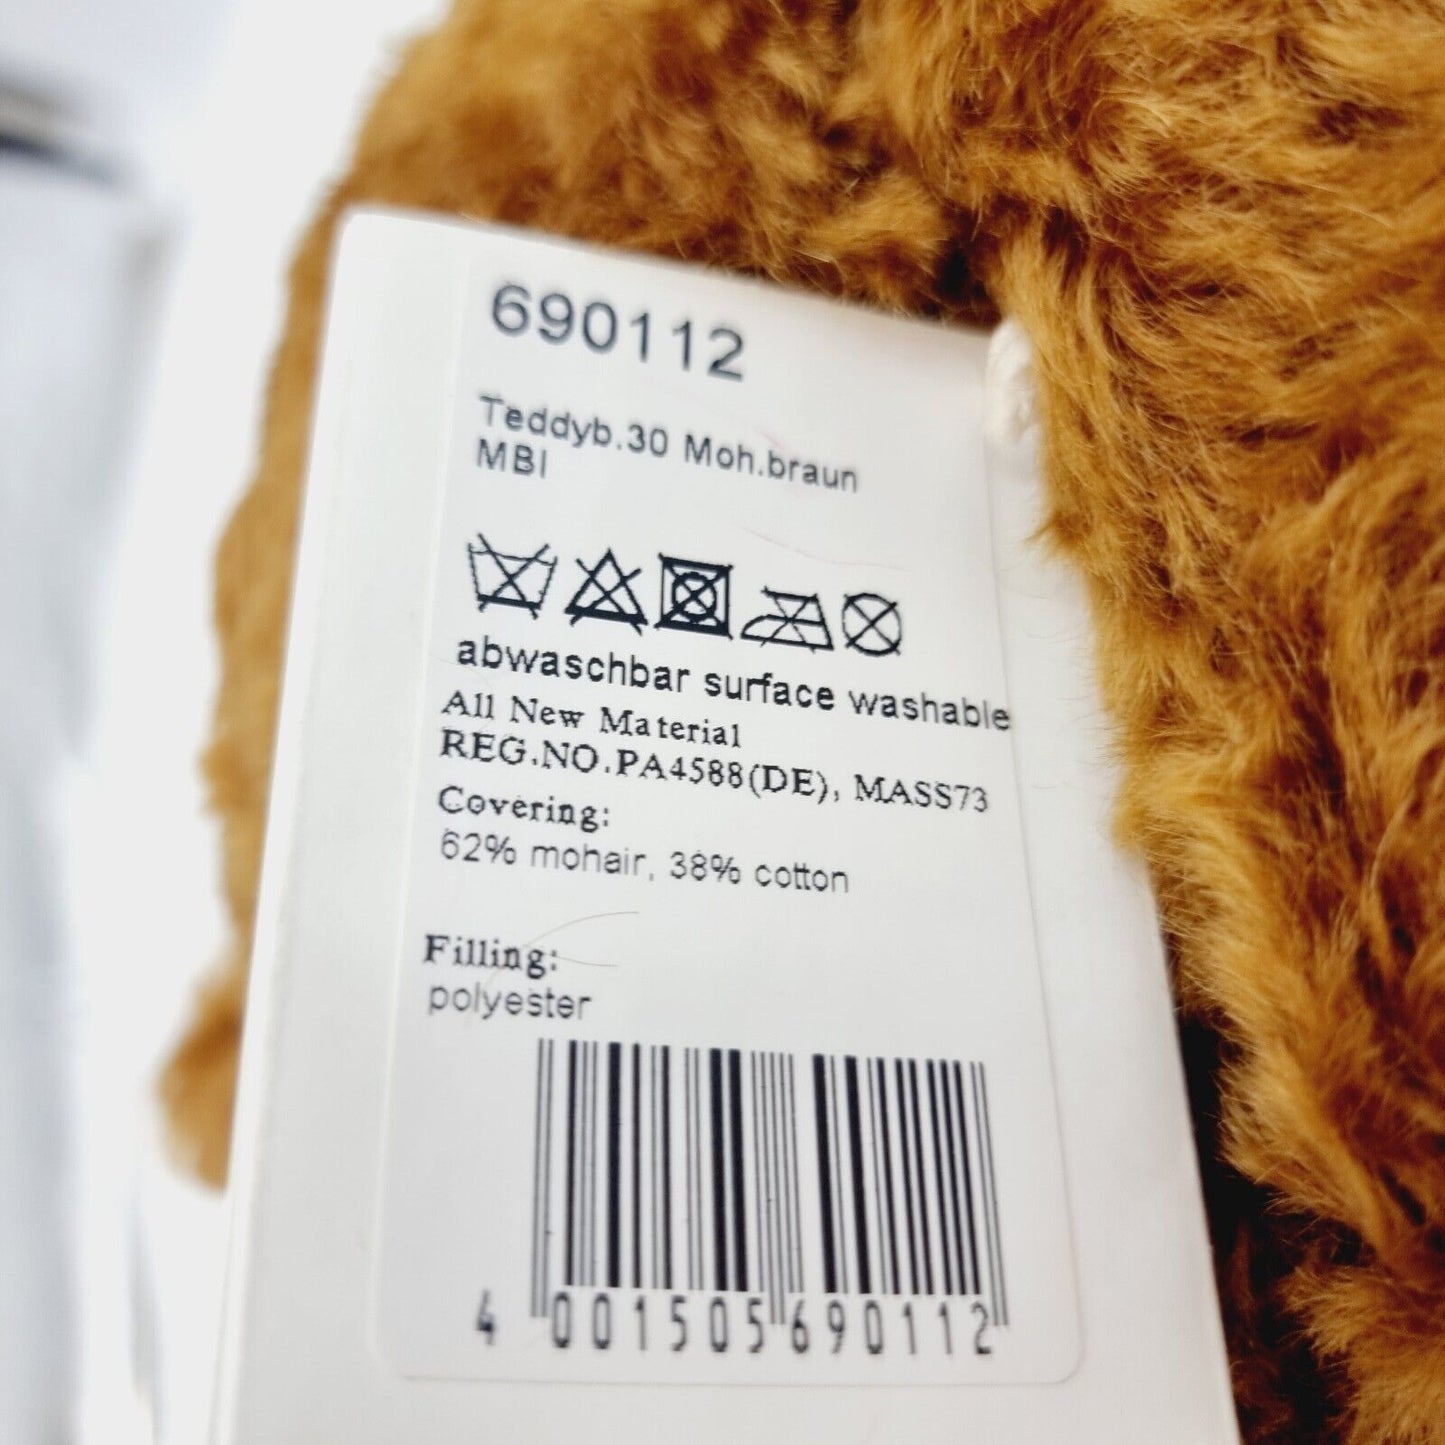 690112
Teddyb.30 Moh.braun
MBI
abwaschbar surface washable
All New Material
REG.NO.PA4588(DE), MASS73
Covering:
62% mohair, 38% cotton
Filling:
polyester
4 001505 690112